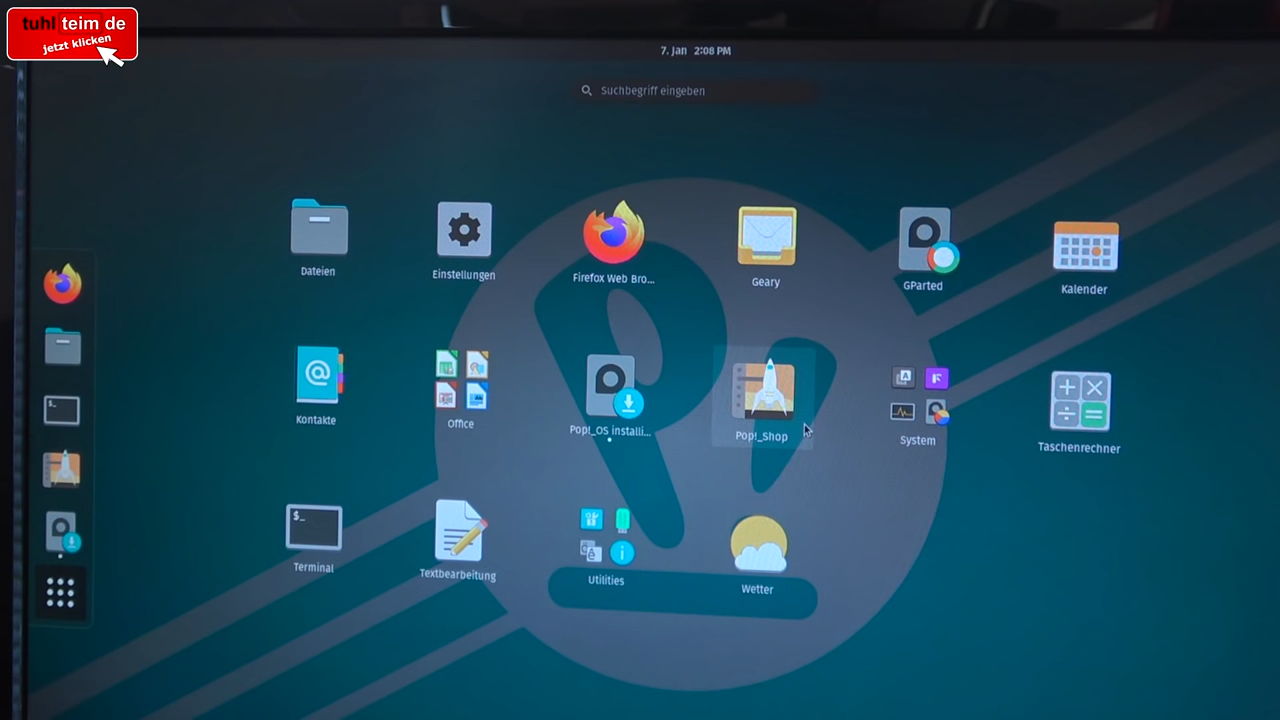 tuhl teim de
jetzt klicken
7. Jan 2:08 PM
Suchbegriff eingeben
Dateien
Einstellungen
Firefox Web Bro...
Geary
GParted
Kalender
Kontakte
Office
Pop!_OS installi...
Pop!_Shop
System
Taschenrechner
Terminal
Textbearbeitung
Utilities
Wetter